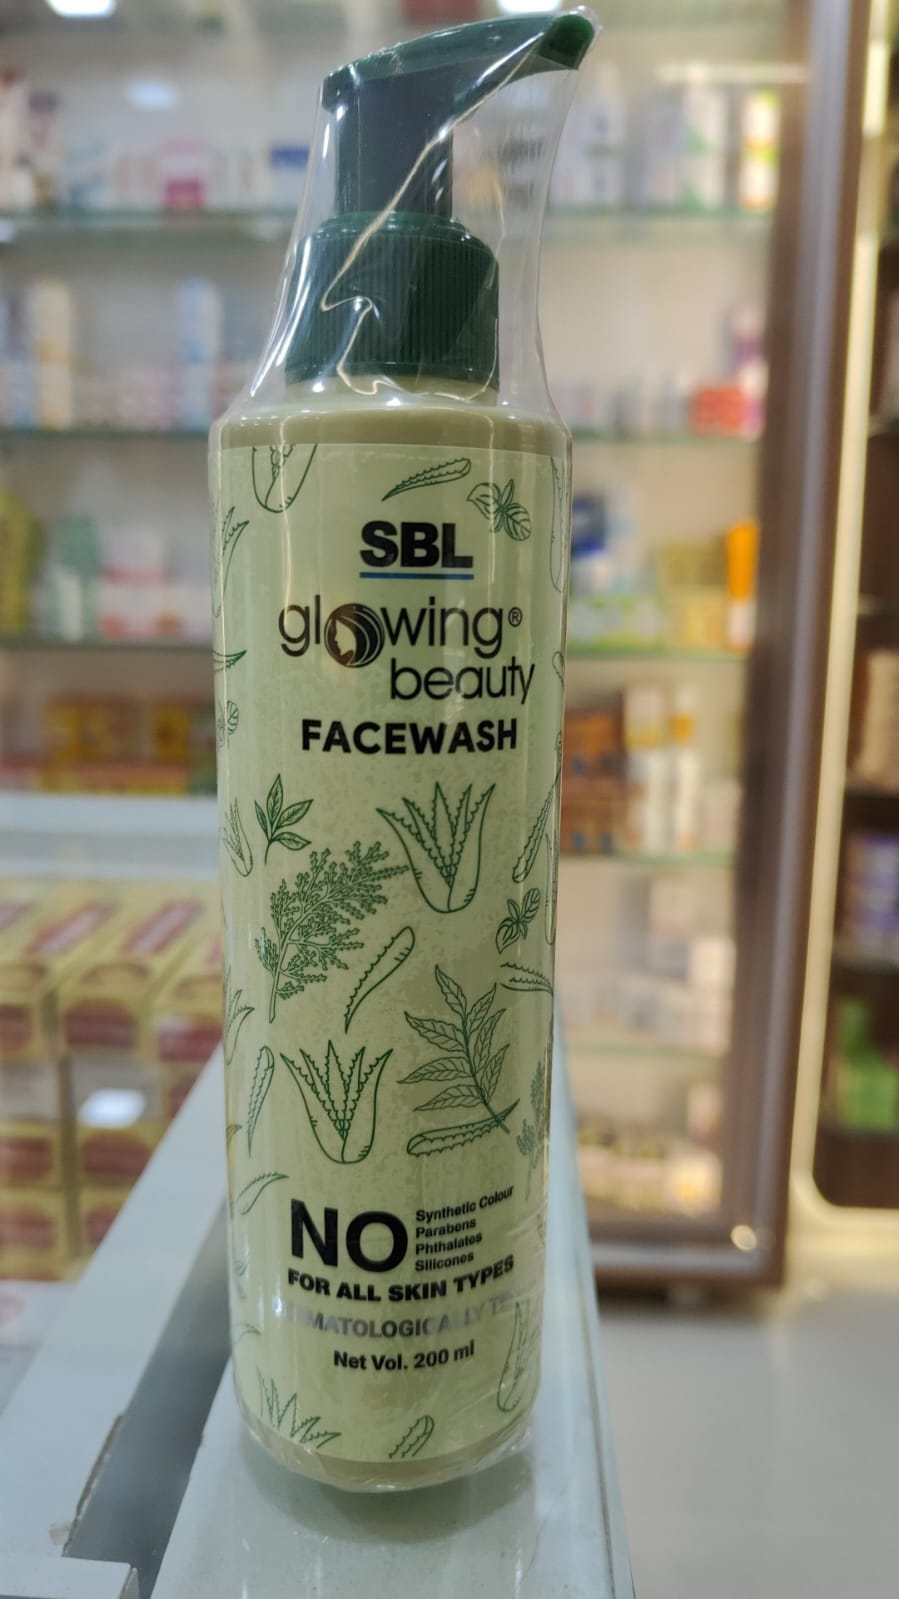 SBL
glowing®
beauty
FACEWASH
NO
Synthetic Colour
Parabens
Phthalates
Silicones
FOR ALL SKIN TYPES
Net Vol. 200 ml